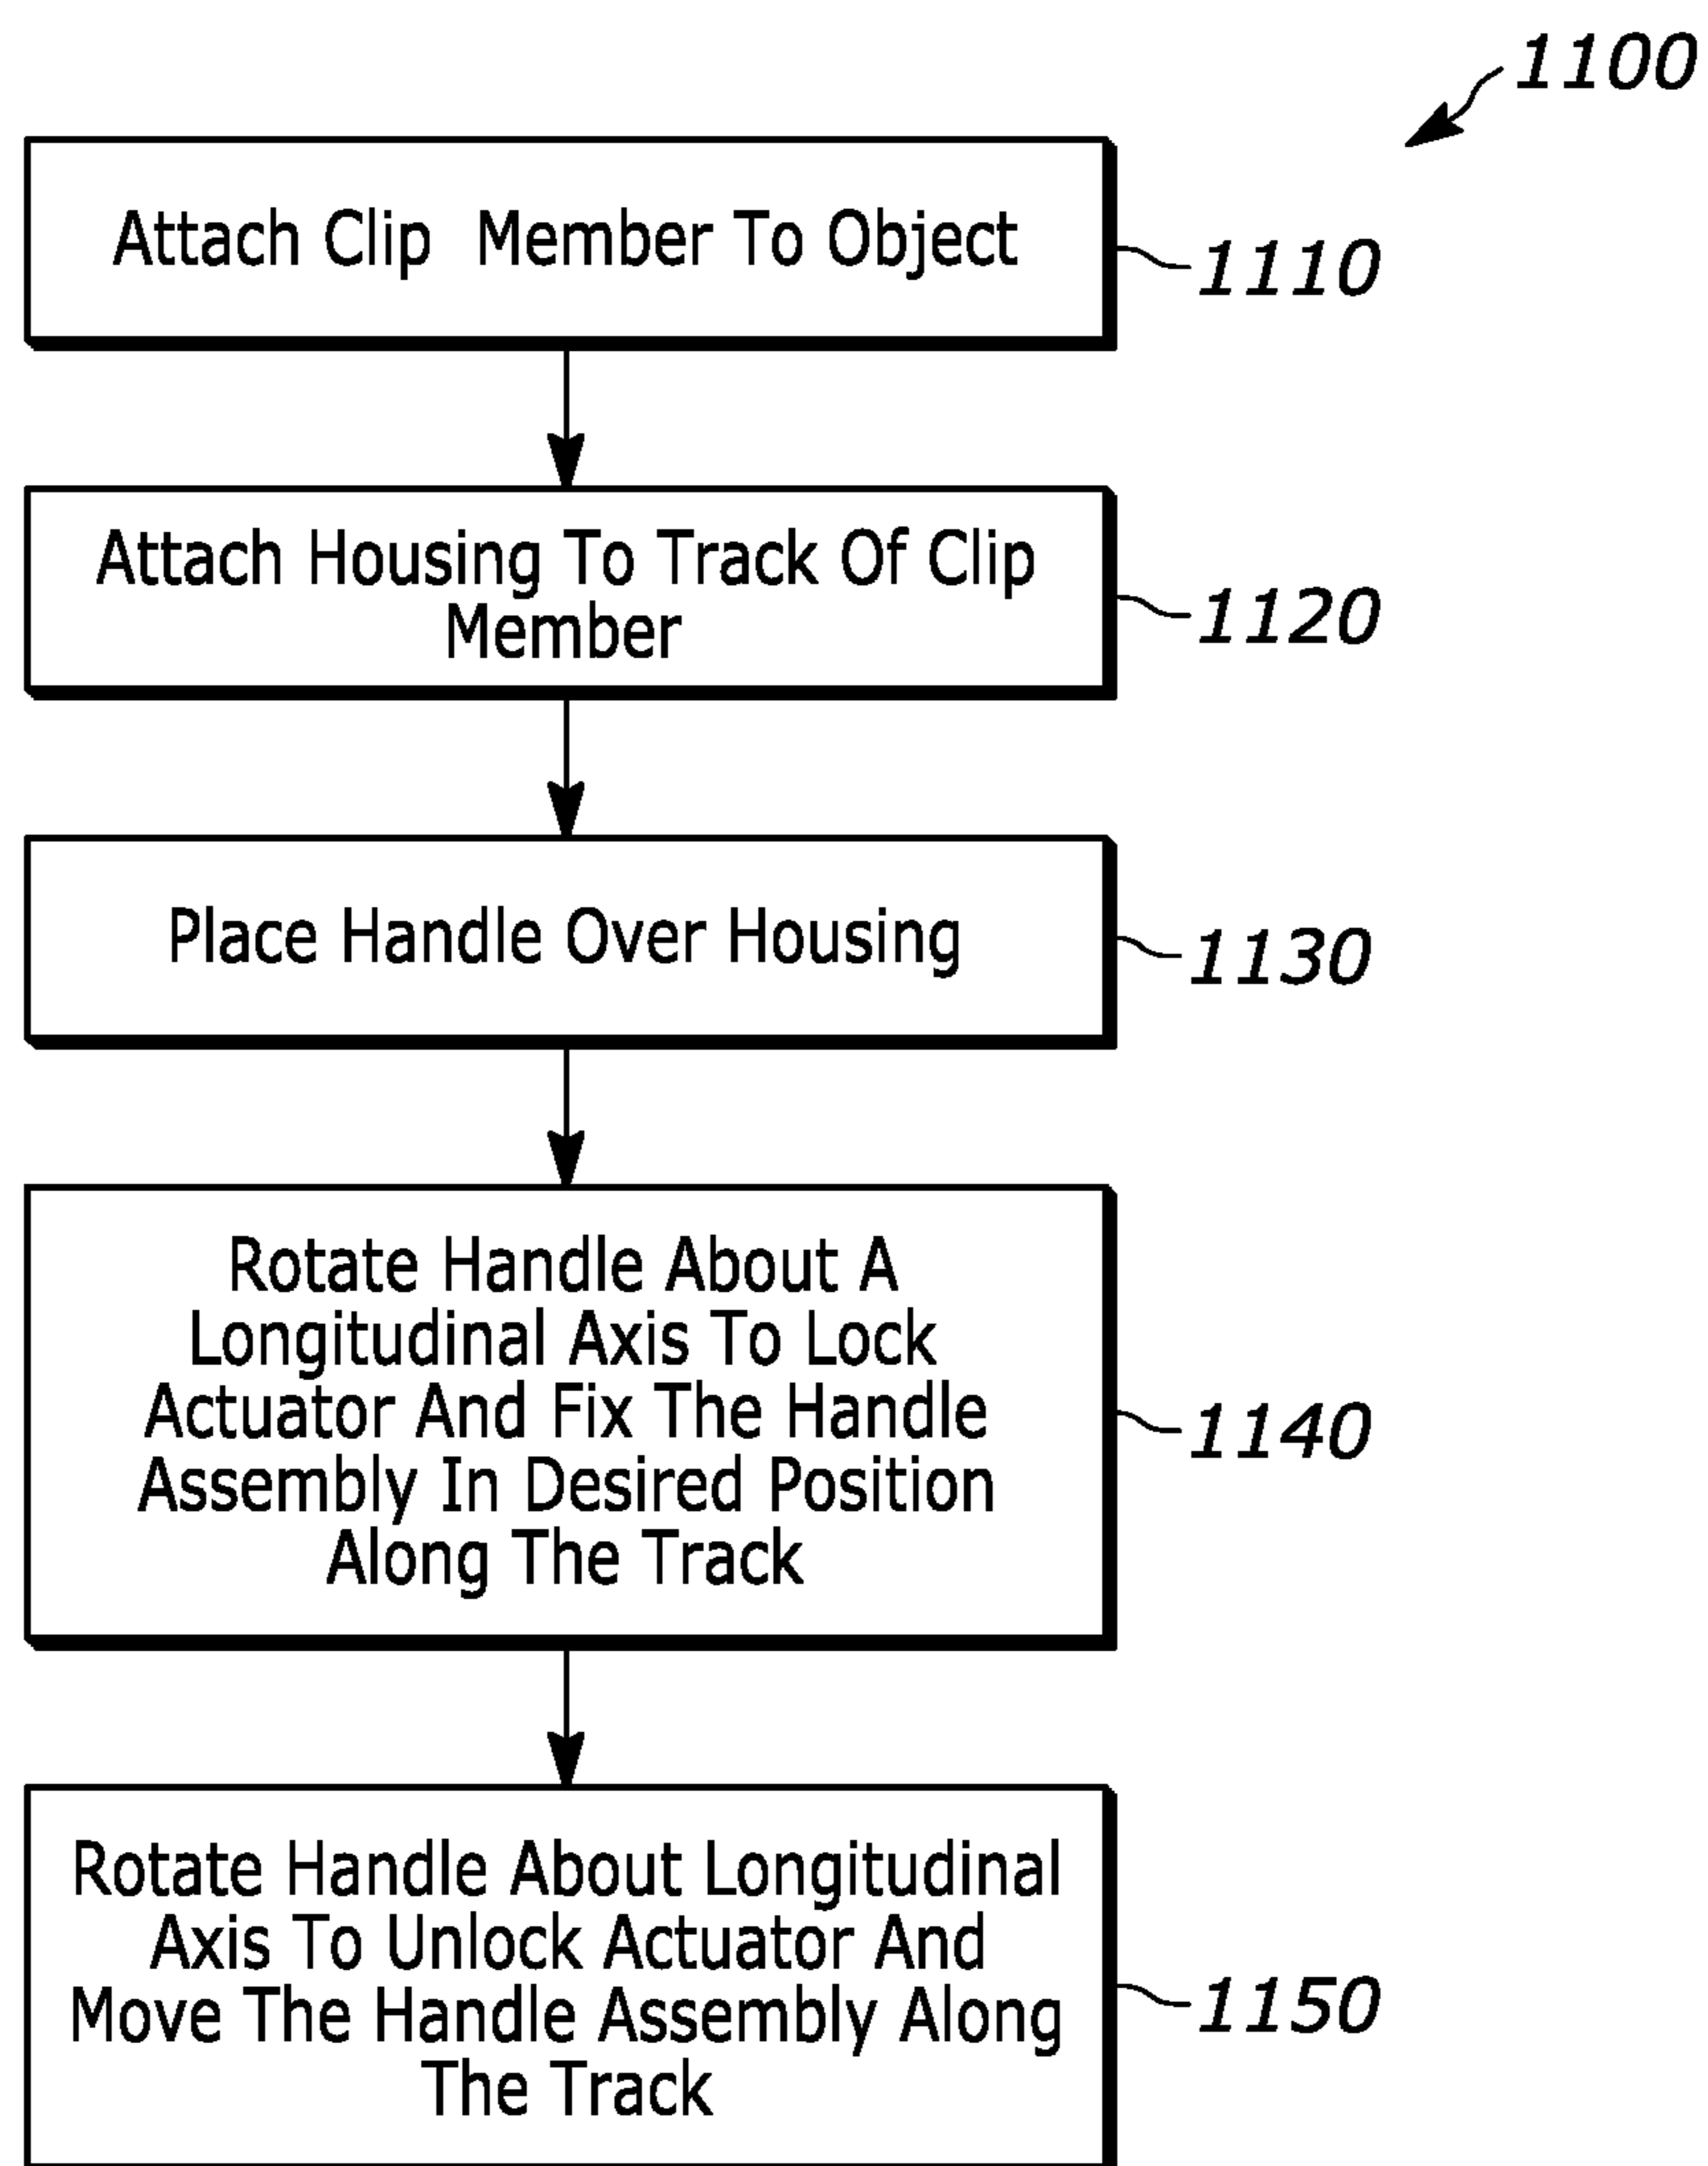 1100
Attach Clip Member To Object
1110
Attach Housing To Track Of Clip
Member
1120
Place Handle Over Housing
1130
Rotate Handle About A
Longitudinal Axis To Lock
Actuator And Fix The Handle
Assembly In Desired Position
Along The Track
1140
Rotate Handle About Longitudinal
Axis To Unlock Actuator And
Move The Handle Assembly Along
The Track
1150